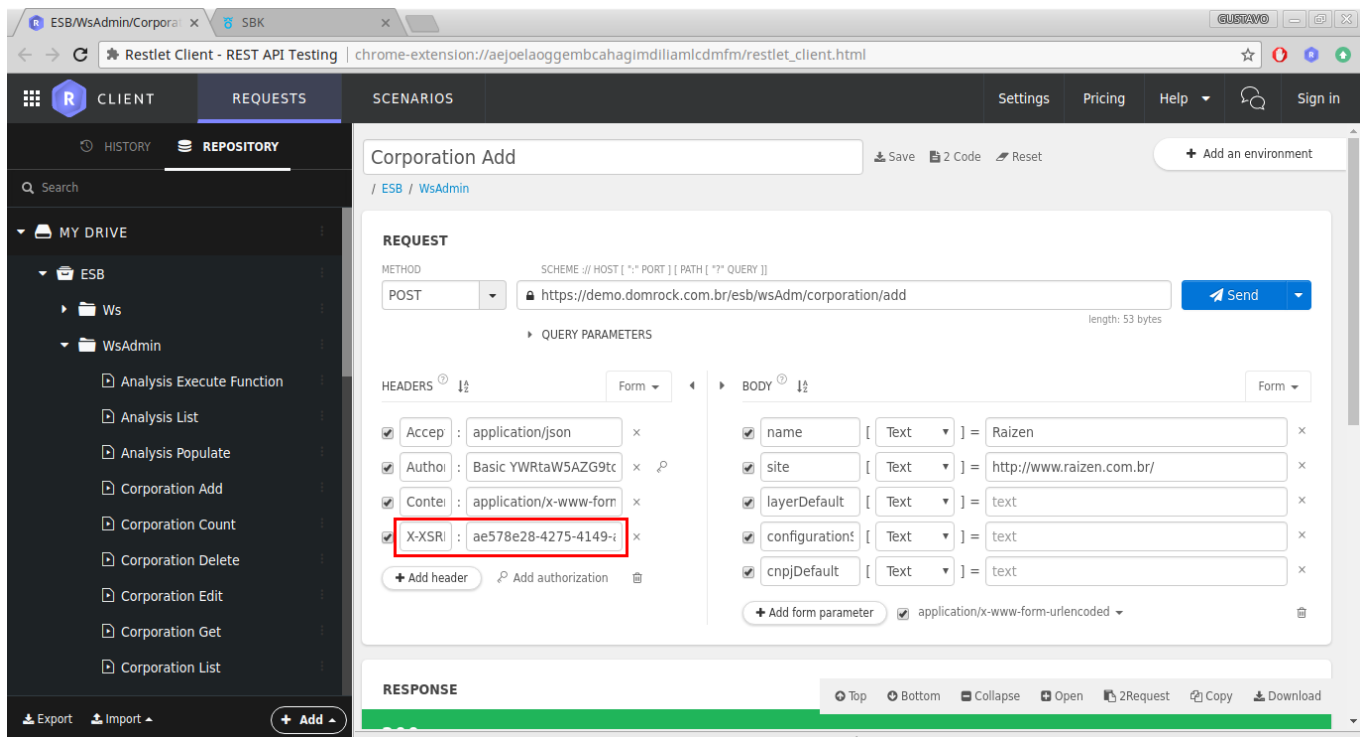 ESB/WsAdmin/Corporat
SBK
GUSTAVO
Restlet Client - REST API Testing
chrome-extension://aejoelaoggembcahagimdiliamlcdmfm/restlet_client.html
R CLIENT
REQUESTS
SCENARIOS
Settings
Pricing
Help
Sign in
HISTORY
REPOSITORY
Search
MY DRIVE
ESB
Ws
WsAdmin
Analysis Execute Function
Analysis List
Analysis Populate
Corporation Add
Corporation Count
Corporation Delete
Corporation Edit
Corporation Get
Corporation List
Export
Import
+ Add
Corporation Add
Save
2 Code
Reset
+ Add an environment
/ ESB / WsAdmin
REQUEST
METHOD
SCHEME :// HOST [ ":" PORT ] [ PATH [ "?" QUERY ]]
POST
https://demo.domrock.com.br/esb/wsAdm/corporation/add
Send
length: 53 bytes
QUERY PARAMETERS
HEADERS ?
Form
Accep : application/json ×
Author : Basic YWRtaW5AZG9tc ×
Conter : application/x-www-form ×
X-XSRI : ae578e28-4275-4149-a ×
+ Add header
Add authorization
BODY ?
Form
name [ Text ] = Raizen ×
site [ Text ] = http://www.raizen.com.br/ ×
layerDefault [ Text ] = text ×
configurationS [ Text ] = text ×
cnpjDefault [ Text ] = text ×
+ Add form parameter
application/x-www-form-urlencoded
RESPONSE
Top
Bottom
Collapse
Open
2Request
Copy
Download